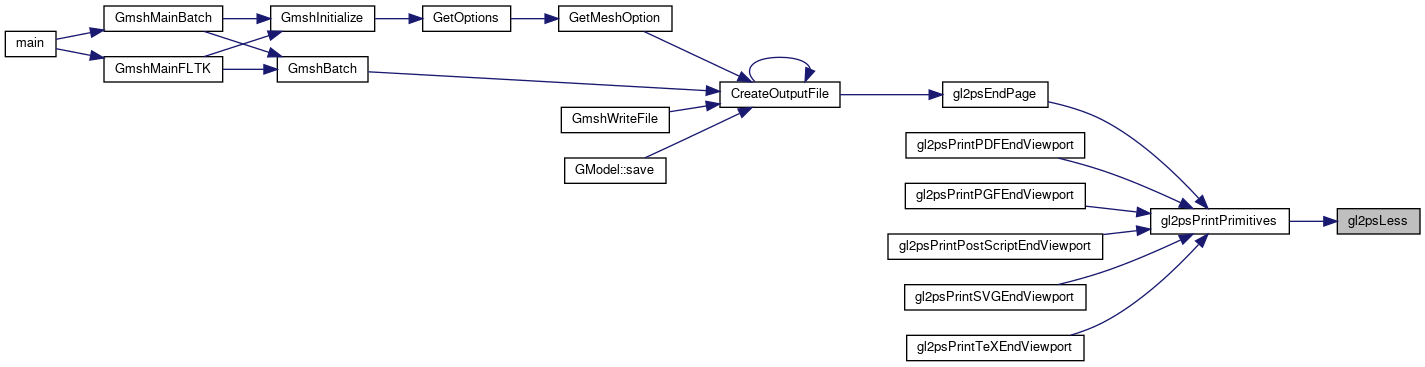 main
GmshMainBatch
GmshMainFLTK
GmshInitialize
GmshBatch
GetOptions
GetMeshOption
GmshWriteFile
GModel::save
CreateOutputFile
gl2psEndPage
gl2psPrintPDFEndViewport
gl2psPrintPGFEndViewport
gl2psPrintPostScriptEndViewport
gl2psPrintSVGEndViewport
gl2psPrintTeXEndViewport
gl2psPrintPrimitives
gl2psLess